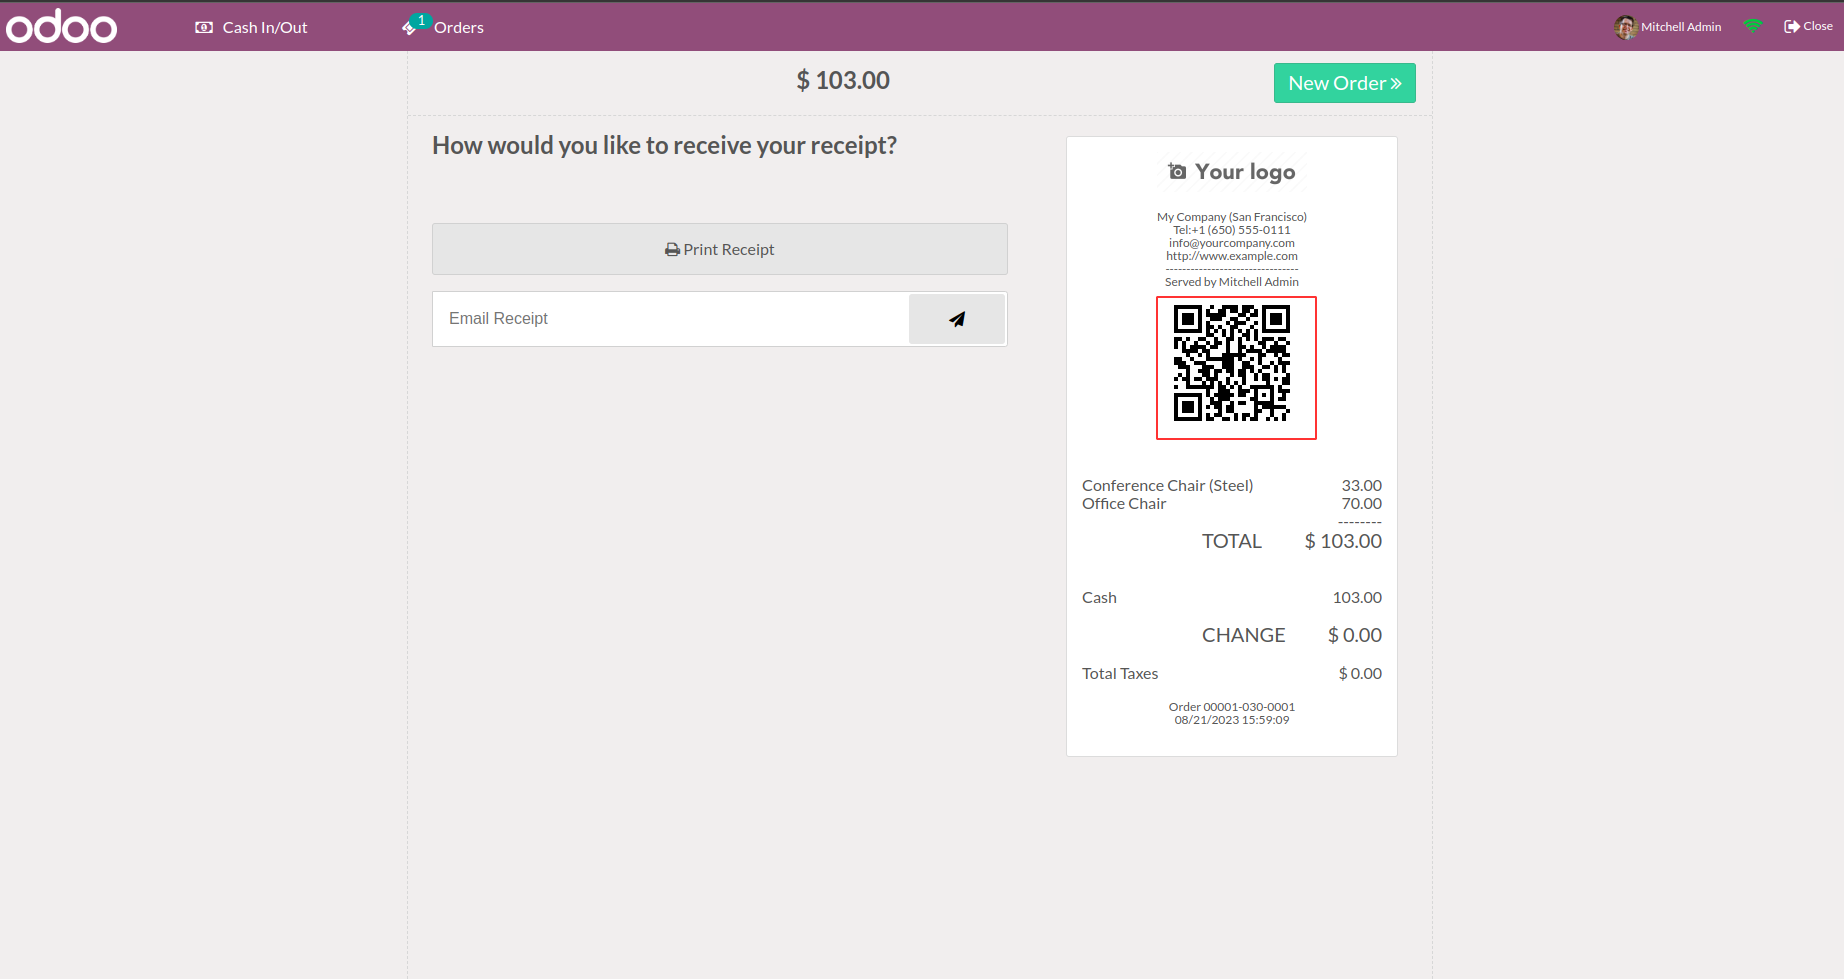 odoo
Cash In/Out
1
Orders
Mitchell Admin
Close
$ 103.00
New Order
How would you like to receive your receipt?
Print Receipt
Email Receipt
Your logo
My Company (San Francisco)
Tel:+1 (650) 555-0111
info@yourcompany.com
http://www.example.com
--------------------------------
Served by Mitchell Admin
Conference Chair (Steel) 33.00
Office Chair 70.00
--------
TOTAL $ 103.00
Cash 103.00
CHANGE $ 0.00
Total Taxes $ 0.00
Order 00001-030-0001
08/21/2023 15:59:09